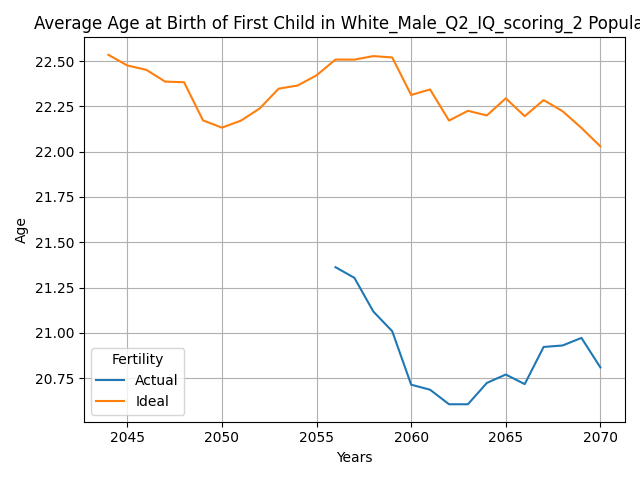 Average Age at Birth of First Child in White_Male_Q2_IQ_scoring_2 Popula
22.50
22.25
22.00
21.75
21.50
21.25
21.00
20.75
Age
Fertility
Actual
Ideal
2045 2050 2055 2060 2065 2070
Years